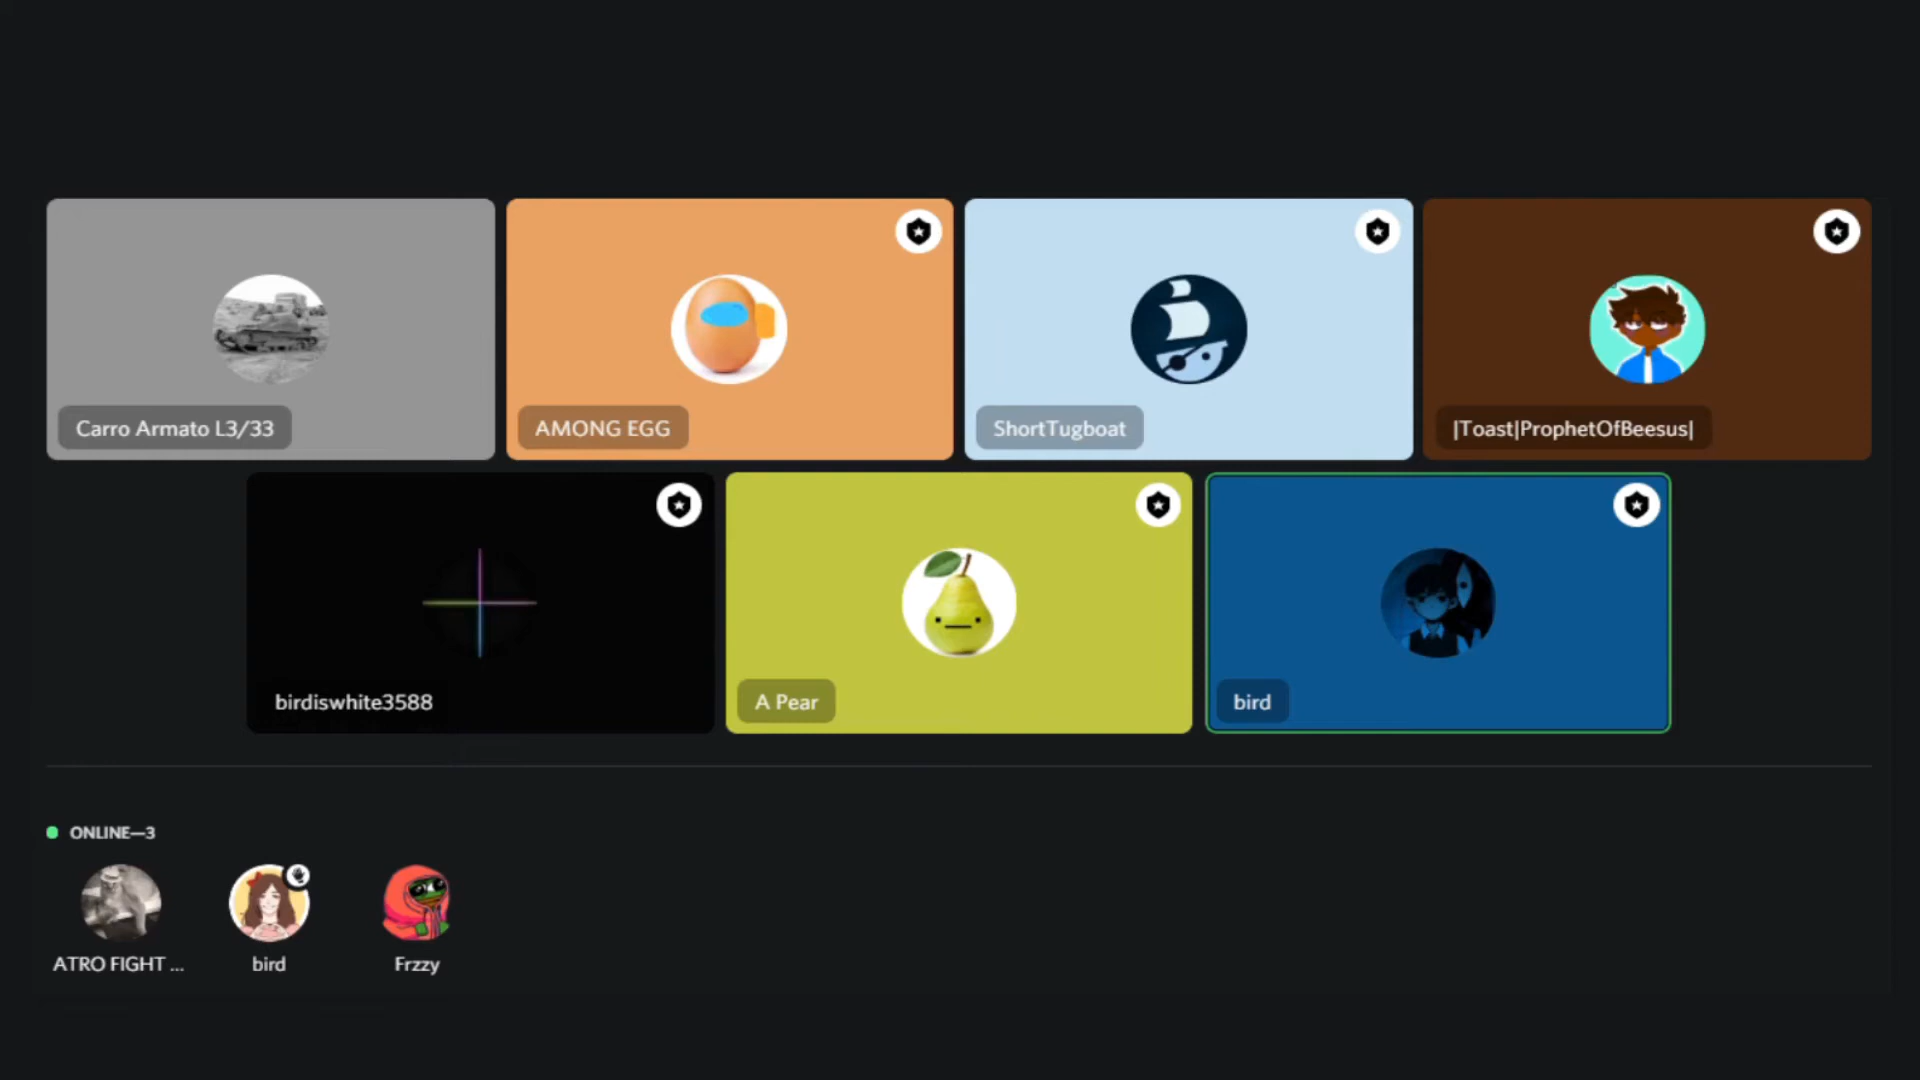 Carro Armato L3/33
AMONG EGG
ShortTugboat
|Toast|ProphetOfBeesus|
birdiswhite3588
A Pear
bird
ONLINE—3
ATRO FIGHT ...
bird
Frzzy